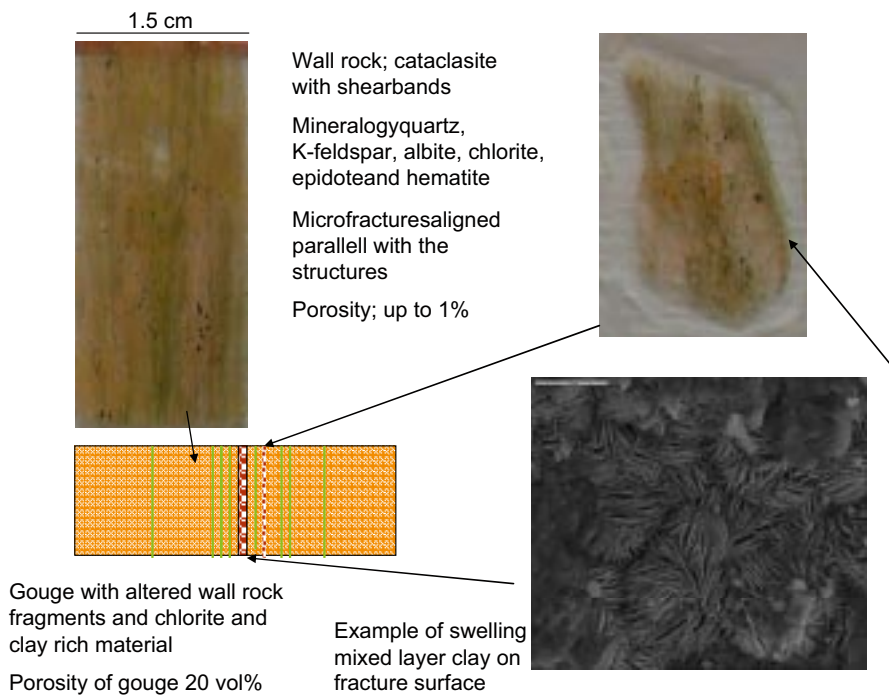 1.5 cm
Wall rock; cataclasite
with shearbands
Mineralogyquartz,
K-feldspar, albite, chlorite,
epidoteand hematite
Microfracturesaligned
parallell with the
structures
Porosity; up to 1%
Gouge with altered wall rock
fragments and chlorite and
clay rich material
Porosity of gouge 20 vol%
Example of swelling
mixed layer clay on
fracture surface